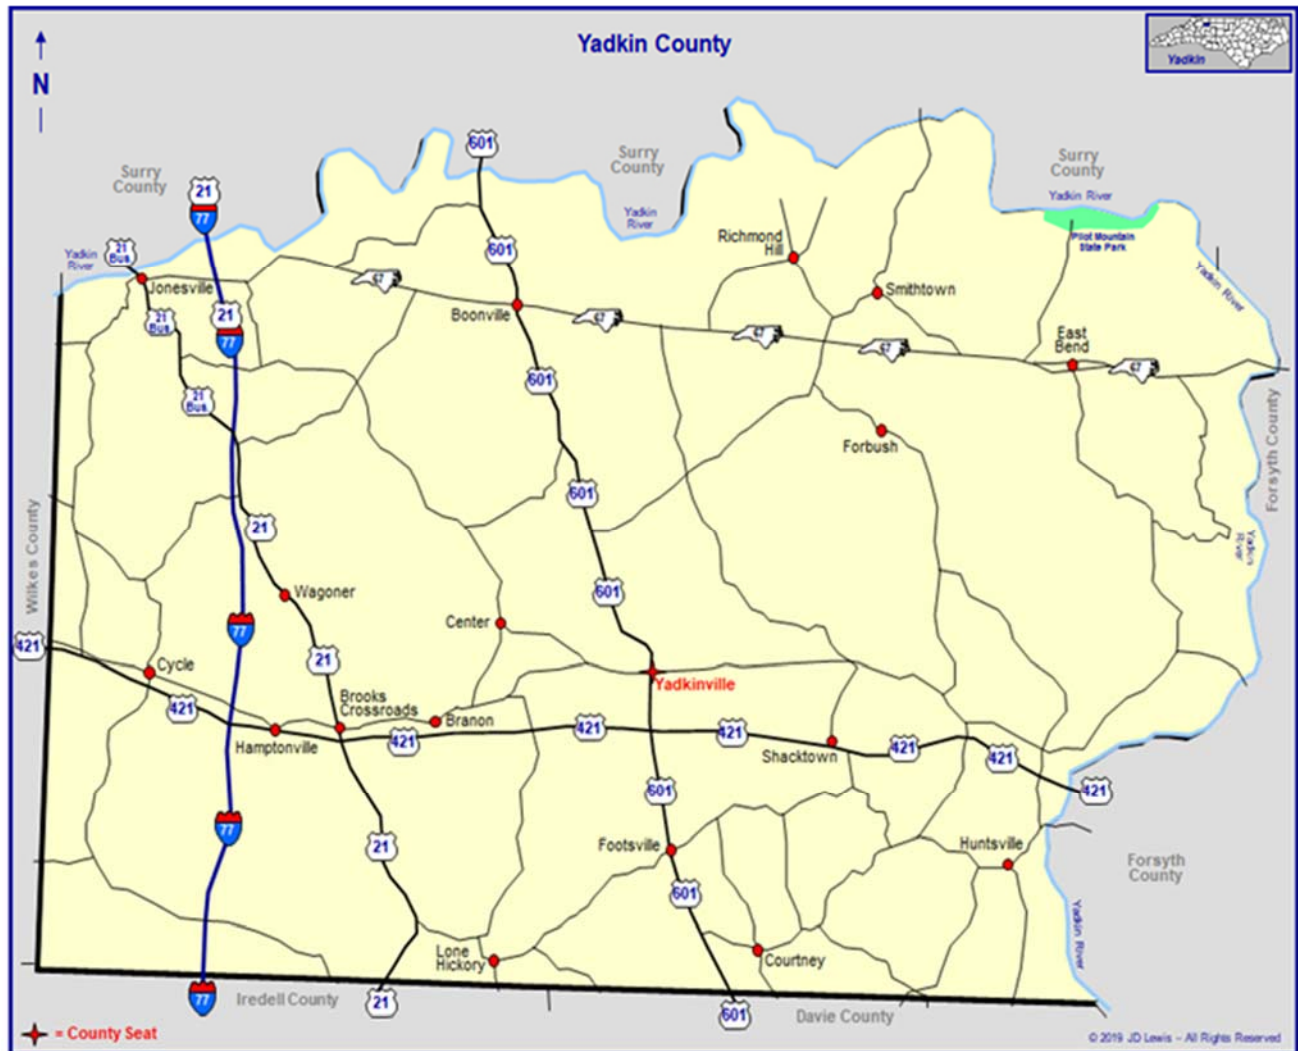 Yadkin County
N
Yadkin
Surry
County
Surry
County
Surry
County
601
21
77
Yadkin River
Yadkin
River
Pilot Mountain
State Park
Richmond
Hill
21
Bus
Yadkin
River
601
Yadkin River
Jonesville
67
Smithtown
21
Bus
21
77
Boonville
67
67
67
East
Bend
67
601
21
Bus
Forbush
Forsyth County
601
21
Yadkin
River
Wilkes County
Wagoner
601
Center
77
421
Cycle
21
Yadkinville
Brooks
Crossroads
421
Branon
Hamptonville
421
421
421
Shacktown
421
421
601
421
77
21
Footsville
Huntsville
Forsyth
County
601
Yadkin River
Lone
Hickory
Courtney
77
Iredell County
21
601
Davie County
= County Seat
© 2019 JD Lewis – All Rights Reserved